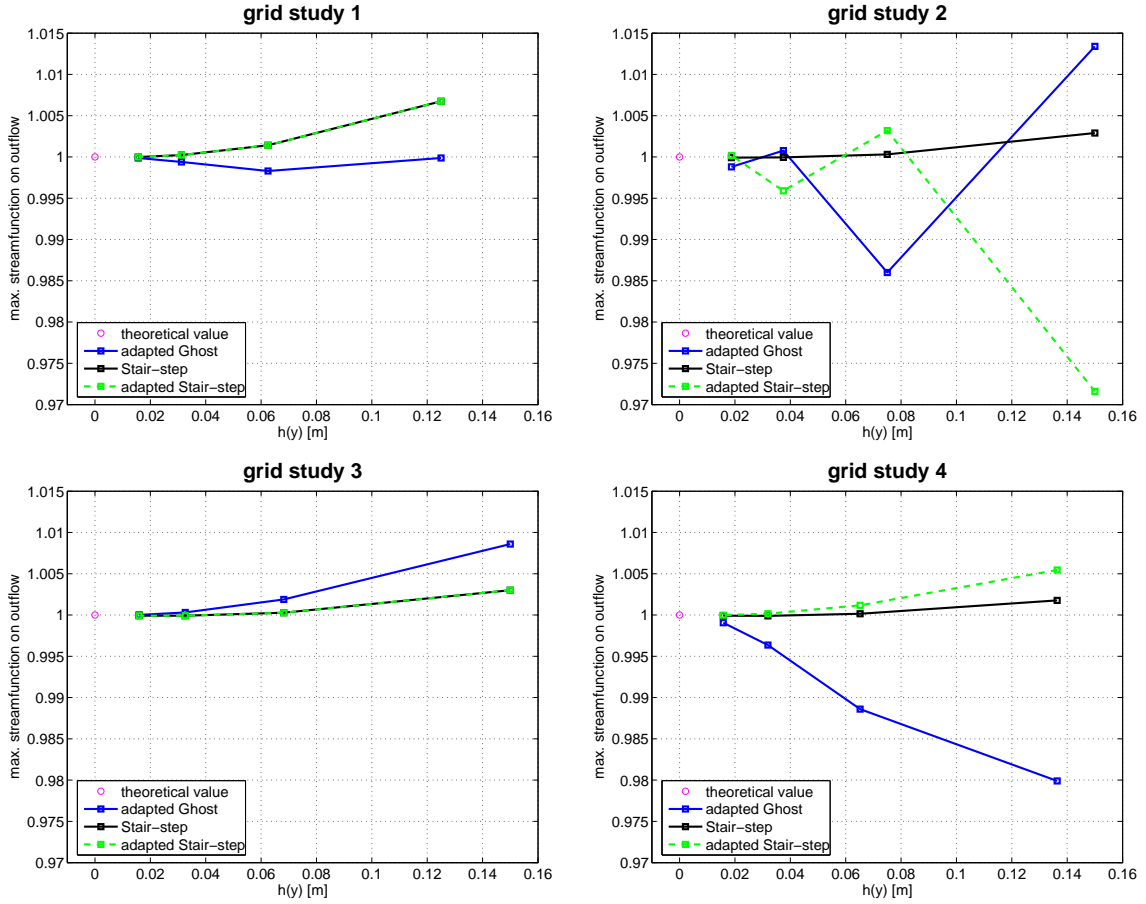 grid study 1
1.015
1.01
1.005
1
0.995
0.99
0.985
0.98
0.975
0.97
max. streamfunction on outflow
theoretical value
adapted Ghost
Stair−step
adapted Stair−step
0 0.02 0.04 0.06 0.08 0.1 0.12 0.14 0.16
h(y) [m]
grid study 2
1.015
1.01
1.005
1
0.995
0.99
0.985
0.98
0.975
0.97
max. streamfunction on outflow
theoretical value
adapted Ghost
Stair−step
adapted Stair−step
0 0.02 0.04 0.06 0.08 0.1 0.12 0.14 0.16
h(y) [m]
grid study 3
1.015
1.01
1.005
1
0.995
0.99
0.985
0.98
0.975
0.97
max. streamfunction on outflow
theoretical value
adapted Ghost
Stair−step
adapted Stair−step
0 0.02 0.04 0.06 0.08 0.1 0.12 0.14 0.16
h(y) [m]
grid study 4
1.015
1.01
1.005
1
0.995
0.99
0.985
0.98
0.975
0.97
max. streamfunction on outflow
theoretical value
adapted Ghost
Stair−step
adapted Stair−step
0 0.02 0.04 0.06 0.08 0.1 0.12 0.14 0.16
h(y) [m]